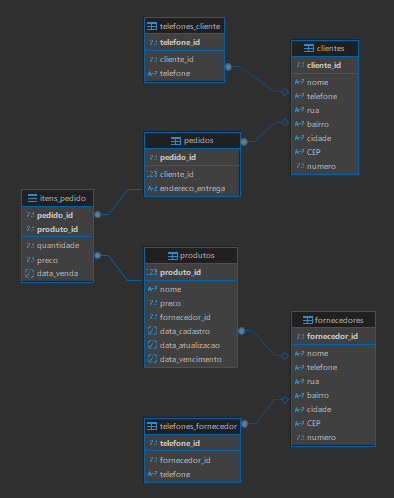 telefones_cliente
telefone_id
cliente_id
telefone
clientes
cliente_id
nome
telefone
rua
bairro
cidade
CEP
numero
pedidos
pedido_id
cliente_id
endereco_entrega
itens_pedido
pedido_id
produto_id
quantidade
preco
data_venda
produtos
produto_id
nome
preco
fornecedor_id
data_cadastro
data_atualizacao
data_vencimento
fornecedores
fornecedor_id
nome
telefone
rua
bairro
cidade
CEP
numero
telefones_fornecedor
telefone_id
fornecedor_id
telefone